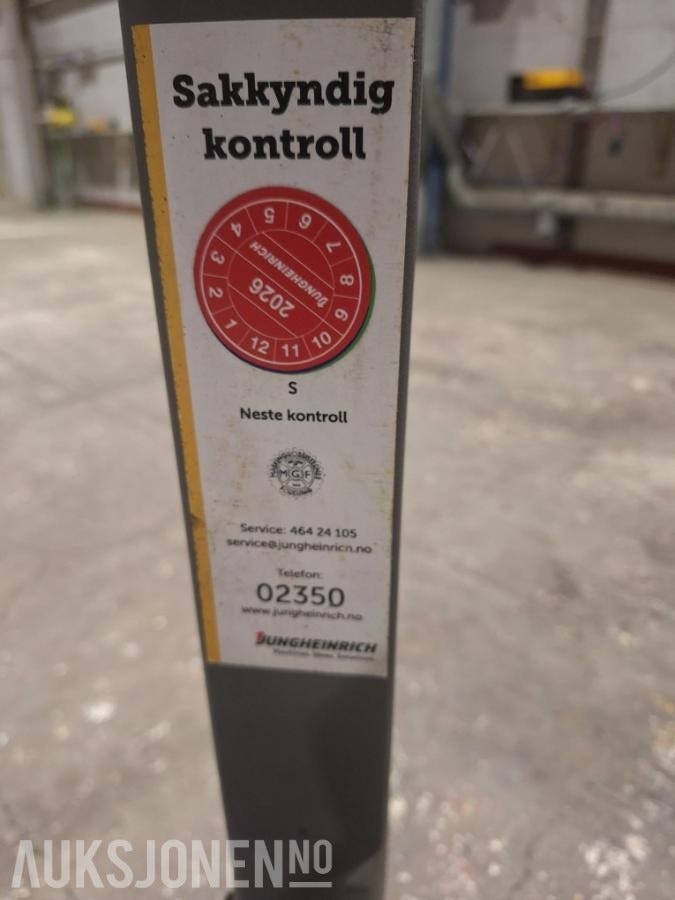 Sakkyndig
kontroll
1 2 3 4 5 6 7 8 9 10 11 12
JUNGHEINRICH
2026
S
Neste kontroll
MGF
Service: 464 24 105
service@jungheinrich.no
Telefon:
02350
www.jungheinrich.no
JUNGHEINRICH
AUKSJONEN.NO